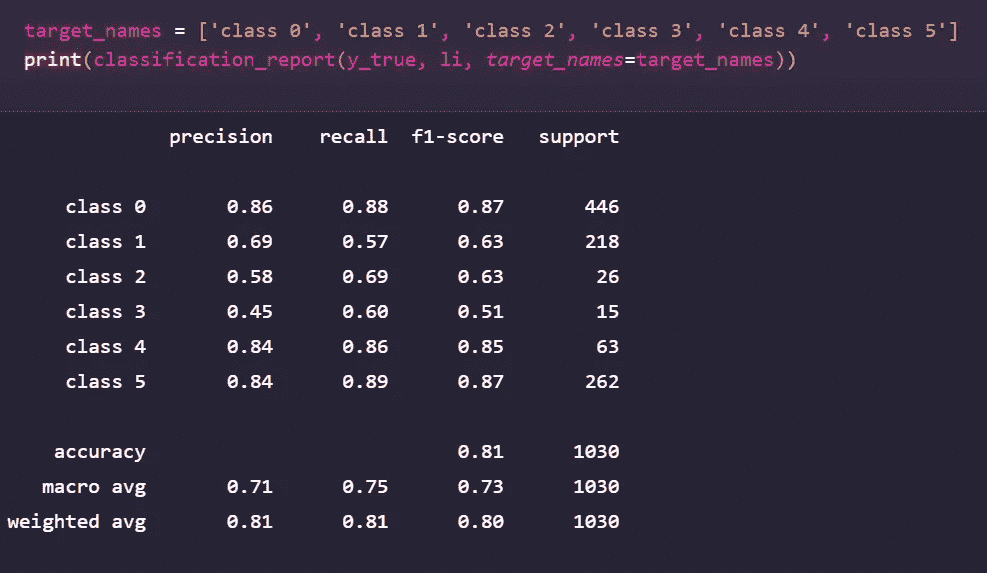 target_names = ['class 0', 'class 1', 'class 2', 'class 3', 'class 4', 'class 5']
print(classification_report(y_true, li, target_names=target_names))
precision recall f1-score support
class 0 0.86 0.88 0.87 446
class 1 0.69 0.57 0.63 218
class 2 0.58 0.69 0.63 26
class 3 0.45 0.60 0.51 15
class 4 0.84 0.86 0.85 63
class 5 0.84 0.89 0.87 262
accuracy 0.81 1030
macro avg 0.71 0.75 0.73 1030
weighted avg 0.81 0.81 0.80 1030